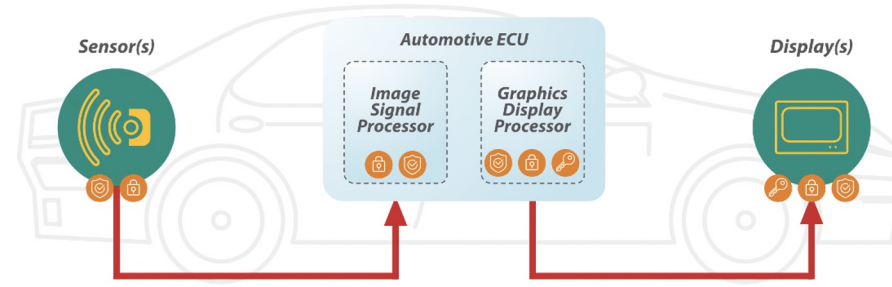 Sensor(s)
Automotive ECU
Display(s)
Image
Signal
Processor
Graphics
Display
Processor